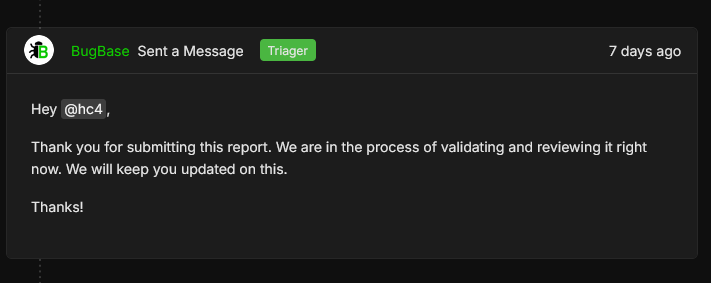 BugBase Sent a Message Triager 7 days ago
Hey @hc4,
Thank you for submitting this report. We are in the process of validating and reviewing it right
now. We will keep you updated on this.
Thanks!